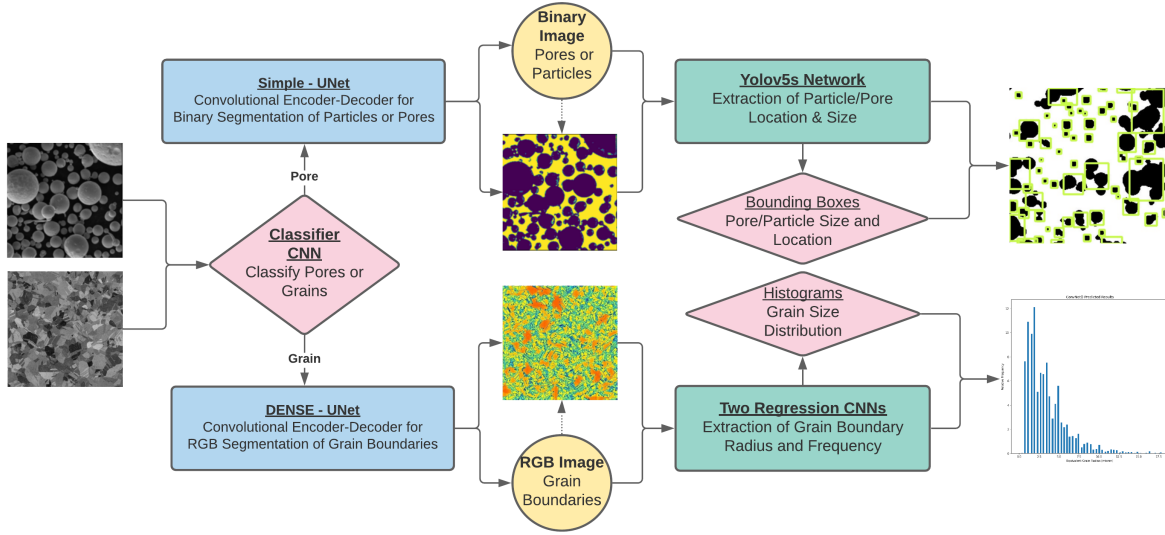 Binary
Image
Pores or
Particles
Simple - UNet
Convolutional Encoder-Decoder for
Binary Segmentation of Particles or Pores
Yolov5s Network
Extraction of Particle/Pore
Location & Size
Pore
Classifier
CNN
Classify Pores or
Grains
Bounding Boxes
Pore/Particle Size and
Location
Histograms
Grain Size
Distribution
Grain
DENSE - UNet
Convolutional Encoder-Decoder for
RGB Segmentation of Grain Boundaries
RGB Image
Grain
Boundaries
Two Regression CNNs
Extraction of Grain Boundary
Radius and Frequency